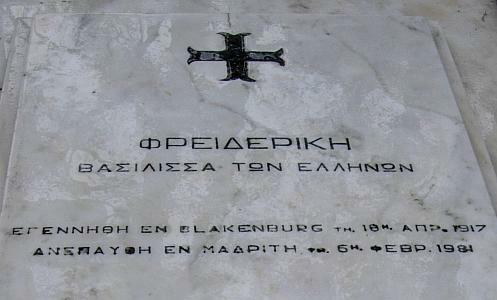 ΦΡΕΙΔΕΡΙΚΗ
ΒΑΣΙΛΙΣΣΑ ΤΩΝ ΕΛΛΗΝΩΝ
ΕΓΕΝΝΗΘΗ ΕΝ BLAKENBURG τη. 18η. ΑΠΡ. 1917
ΑΝΕΠΑΥΘΗ ΕΝ ΜΑΔΡΙΤΗ τη. 6η. ΦΕΒΡ. 1981